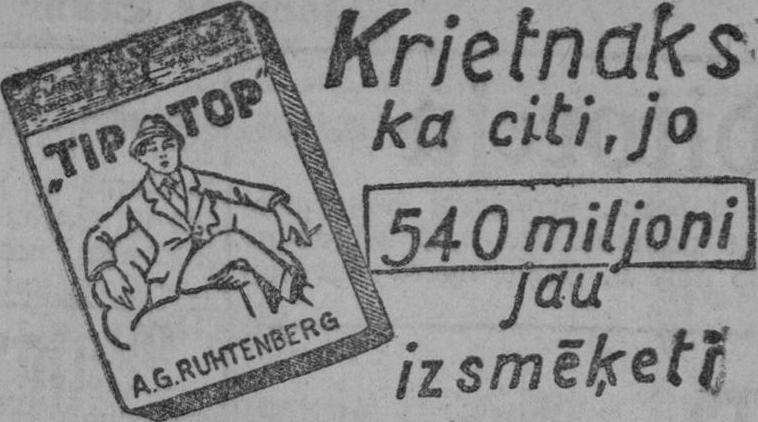 „TIP TOP"
A.G.RUHTENBERG
Krietnaks
ka citi, jo
540 miljoni
jau
izsmēķeti